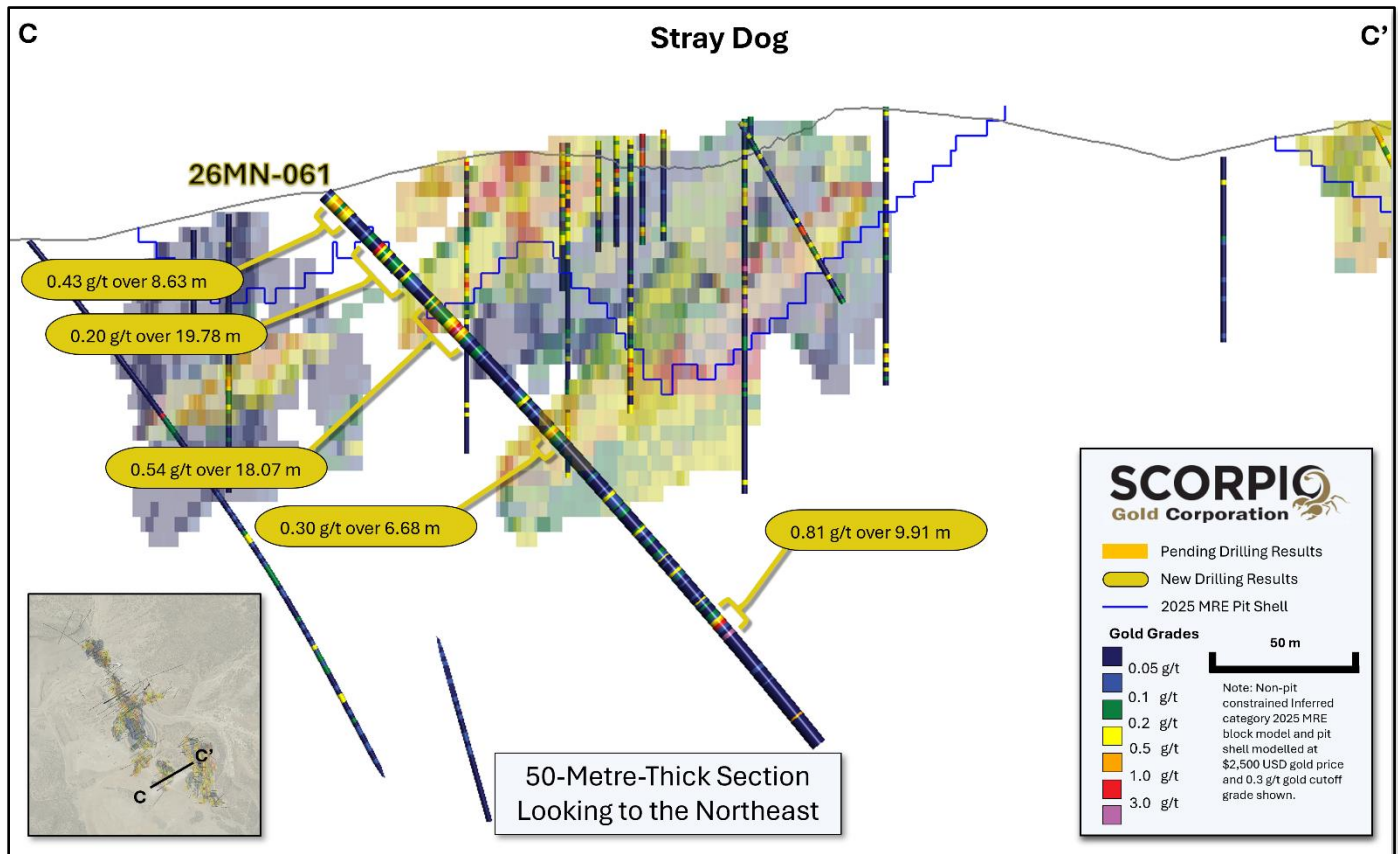 C
Stray Dog
C’
26MN-061
0.43 g/t over 8.63 m
0.20 g/t over 19.78 m
0.54 g/t over 18.07 m
0.30 g/t over 6.68 m
0.81 g/t over 9.91 m
50-Metre-Thick Section
Looking to the Northeast
C’
C
SCORPIO
Gold Corporation
Pending Drilling Results
New Drilling Results
2025 MRE Pit Shell
Gold Grades
0.05 g/t
0.1 g/t
0.2 g/t
0.5 g/t
1.0 g/t
3.0 g/t
50 m
Note: Non-pit
constrained Inferred
category 2025 MRE
block model and pit
shell modelled at
$2,500 USD gold price
and 0.3 g/t gold cutoff
grade shown.